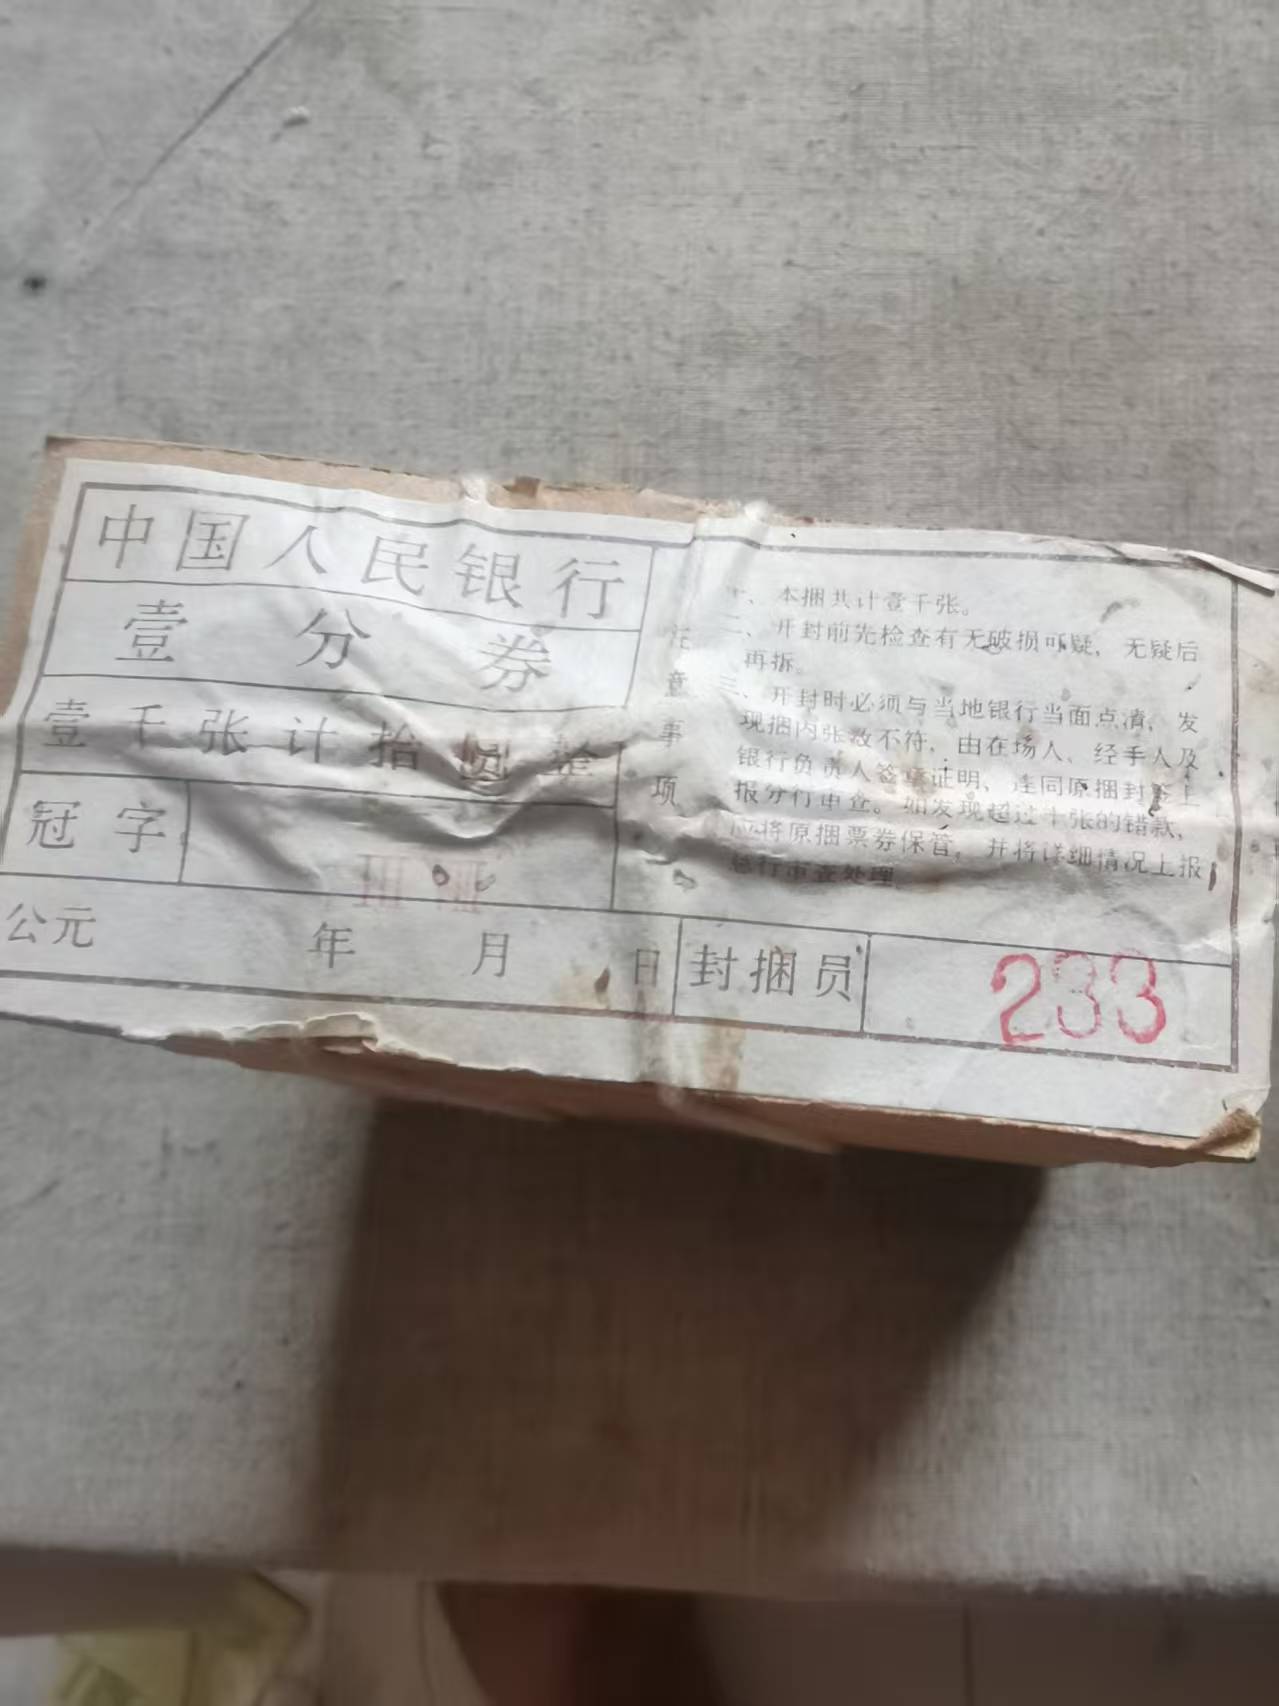 中国人民银行
壹分券
壹千张计拾圆整
冠字
III III
公元 年 月 日
注意事项
一、本捆共计壹千张。
二、开封前先检查有无破损可疑，无疑后
再拆。
三、开封时必须与当地银行当面点清，发
现捆内张数不符，由在场人、经手人及
银行负责人签章证明，连同原捆封签上
报分行审查。如发现超过十张的错款，
应将原捆票券保管，并将详细情况上报
总行审查处理
封捆员
233